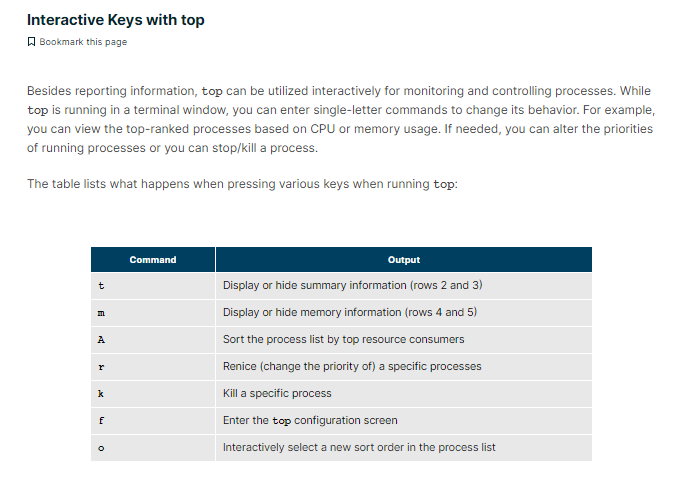 Interactive Keys with top
Bookmark this page
Besides reporting information, top can be utilized interactively for monitoring and controlling processes. While
top is running in a terminal window, you can enter single-letter commands to change its behavior. For example,
you can view the top-ranked processes based on CPU or memory usage. If needed, you can alter the priorities
of running processes or you can stop/kill a process.
The table lists what happens when pressing various keys when running top:
Command Output
t Display or hide summary information (rows 2 and 3)
m Display or hide memory information (rows 4 and 5)
A Sort the process list by top resource consumers
r Renice (change the priority of) a specific processes
k Kill a specific process
f Enter the top configuration screen
o Interactively select a new sort order in the process list